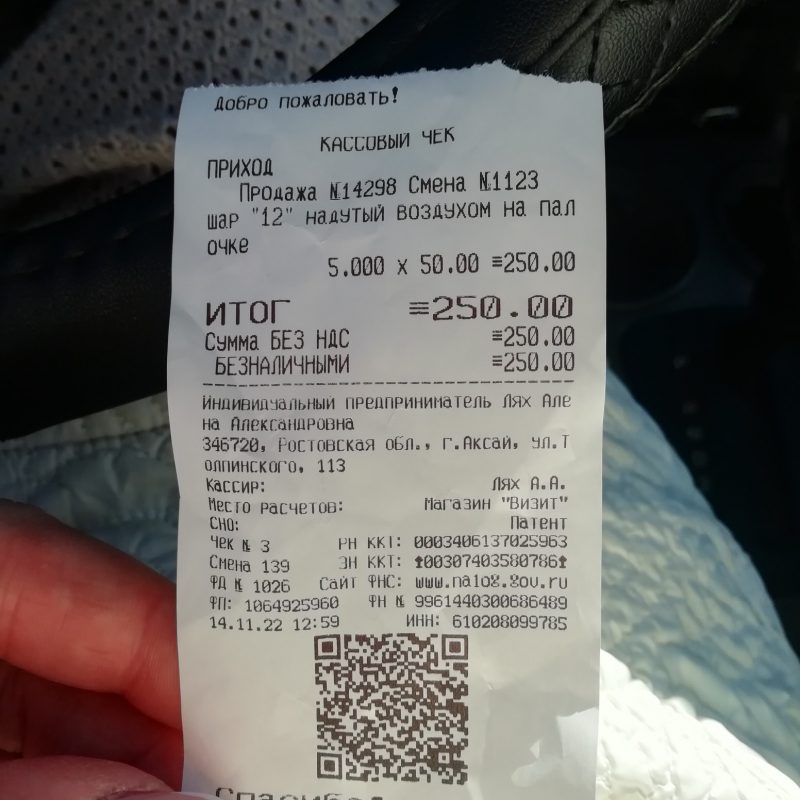 Добро пожаловать!
КАССОВЫЙ ЧЕК
ПРИХОД
Продажа №14298 Смена №1123
шар "12" надутый воздухом на пал
очке
5.000 x 50.00 ≡250.00
ИТОГ ≡250.00
Сумма БЕЗ НДС ≡250.00
БЕЗНАЛИЧНЫМИ ≡250.00
Индивидуальный предприниматель Лях Але
на Александровна
346720, Ростовская обл., г.Аксай, ул.Т
олпинского, 113
Кассир: Лях А.А.
Место расчетов: Магазин "Визит"
СНО: Патент
Чек № 3 РН ККТ: 0003406137025963
Смена 139 ЗН ККТ: ↑00307403580786↑
ФД № 1026 Сайт ФНС: www.nalog.gov.ru
ФП: 1064925960 ФН № 9961440300686489
14.11.22 12:59 ИНН: 610208099785